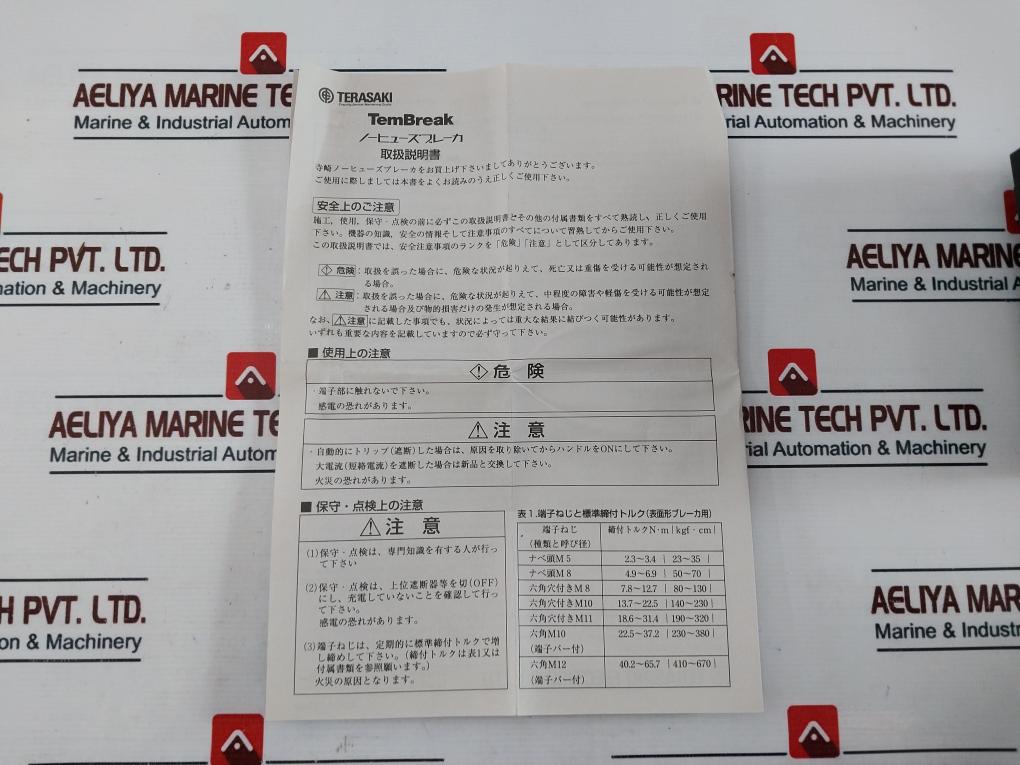 AELIYA MARINE TE
Marine & Industrial Autom
RINE TECH PVT. LTD.
ial Automation & Machinery
TERASAKI
TemBreak
ノーヒューズブレーカ
取扱説明書
寺崎ノーヒューズブレーカをお買上げ下さいましてありがとうございます。
ご使用に際しましては本書をよくお読みのうえ正しくご使用下さい。
安全上のご注意
施工，使用，保守・点検の前に必ずこの取扱説明書とその他の付属書類をすべて熟読し，正しくご使用
下さい。機器の知識，安全の情報そして注意事項のすべてについて習熟してからご使用下さい。
この取扱説明書では、安全注意事項のランクを「危険」「注意」として区分してあります。
危険：取扱を誤った場合に、危険な状況が起りえて、死亡又は重傷を受ける可能性が想定され
る場合。
注意：取扱を誤った場合に、危険な状況が起りえて、中程度の障害や軽傷を受ける可能性が想定
される場合及び物的損害だけの発生が想定される場合。
なお、注意に記載した事項でも、状況によっては重大な結果に結びつく可能性があります。
いずれも重要な内容を記載していますので必ず守って下さい。
■ 使用上の注意
危 険
・端子部に触れないで下さい。
感電の恐れがあります。
注 意
・自動的にトリップ（遮断）した場合は、原因を取り除いてからハンドルをONにして下さい。
大電流（短絡電流）を遮断した場合は新品と交換して下さい。
火災の恐れがあります。
■ 保守・点検上の注意
注 意
(1)保守・点検は、専門知識を有する人が行っ
て下さい
(2)保守・点検は、上位遮断器等を切(OFF)
にし、充電していないことを確認して行っ
て下さい。
感電の恐れがあります。
(3)端子ねじは、定期的に標準締付トルクで増
し締めして下さい。（締付トルクは表1又は
付属書類を参照願います。）
火災の原因となります。
表１.端子ねじと標準締付トルク（表面形ブレーカ用）
端子ねじ 締付トルクN・m｜kgf・cm｜
（種類と呼び径）
ナベ頭M 5 2.3～3.4 ｜ 23～35 ｜
ナベ頭M 8 4.9～6.9 ｜ 50～70 ｜
六角穴付きM 8 7.8～12.7 ｜ 80～130｜
六角穴付きM10 13.7～22.5 ｜140～230｜
六角穴付きM11 18.6～31.4 ｜190～320｜
六角M10 22.5～37.2 ｜230～380｜
（端子バー付）
六角M12 40.2～65.7 ｜410～670｜
（端子バー付）
ECH PVT. LTD.
mation & Machinery
AELIYA MARIN
Marine & Industrial
AELIYA MARINE TE
Marine & Industrial Autom
RINE TECH PVT. LTD.
rial Automation & Machinery
H PVT. LTD.
n & Machinery
AELIYA MAR
Marine & Industr